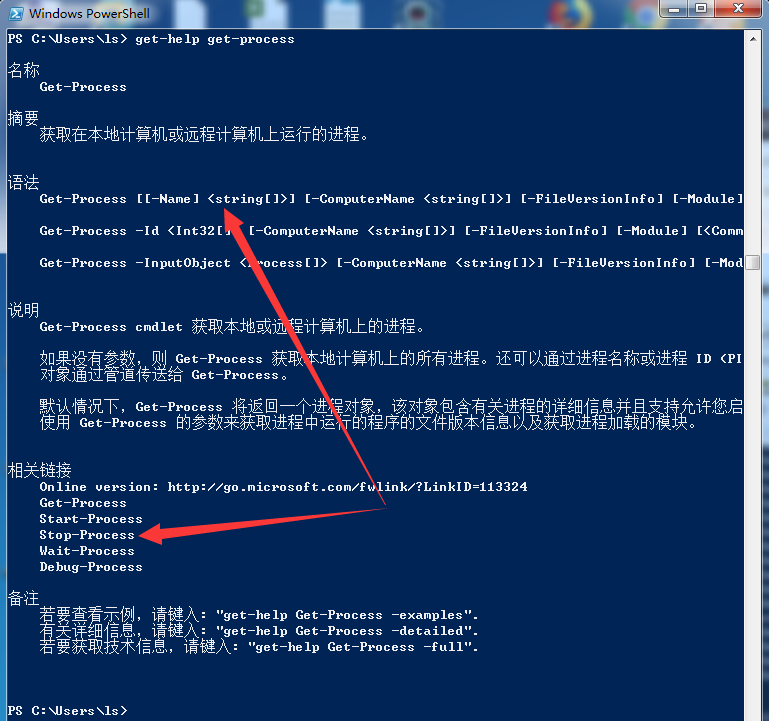 Windows PowerShell
PS C:\Users\ls> get-help get-process
名称
Get-Process
摘要
获取在本地计算机或远程计算机上运行的进程。
语法
Get-Process [[-Name] <string[]>] [-ComputerName <string[]>] [-FileVersionInfo] [-Module]
Get-Process -Id <Int32[ [-ComputerName <string[]>] [-FileVersionInfo] [-Module] [<Comm
Get-Process -InputObject <Process[]> [-ComputerName <string[]>] [-FileVersionInfo] [-Mod
说明
Get-Process cmdlet 获取本地或远程计算机上的进程。
如果没有参数，则 Get-Process 获取本地计算机上的所有进程。还可以通过进程名称或进程 ID (PI
对象通过管道传送给 Get-Process。
默认情况下，Get-Process 将返回一个进程对象，该对象包含有关进程的详细信息并且支持允许您启
使用 Get-Process 的参数来获取进程中运行的程序的文件版本信息以及获取进程加载的模块。
相关链接
Online version: http://go.microsoft.com/fwlink/?LinkID=113324
Get-Process
Start-Process
Stop-Process
Wait-Process
Debug-Process
备注
若要查看示例，请键入: "get-help Get-Process -examples".
有关详细信息，请键入: "get-help Get-Process -detailed".
若要获取技术信息，请键入: "get-help Get-Process -full".
PS C:\Users\ls>